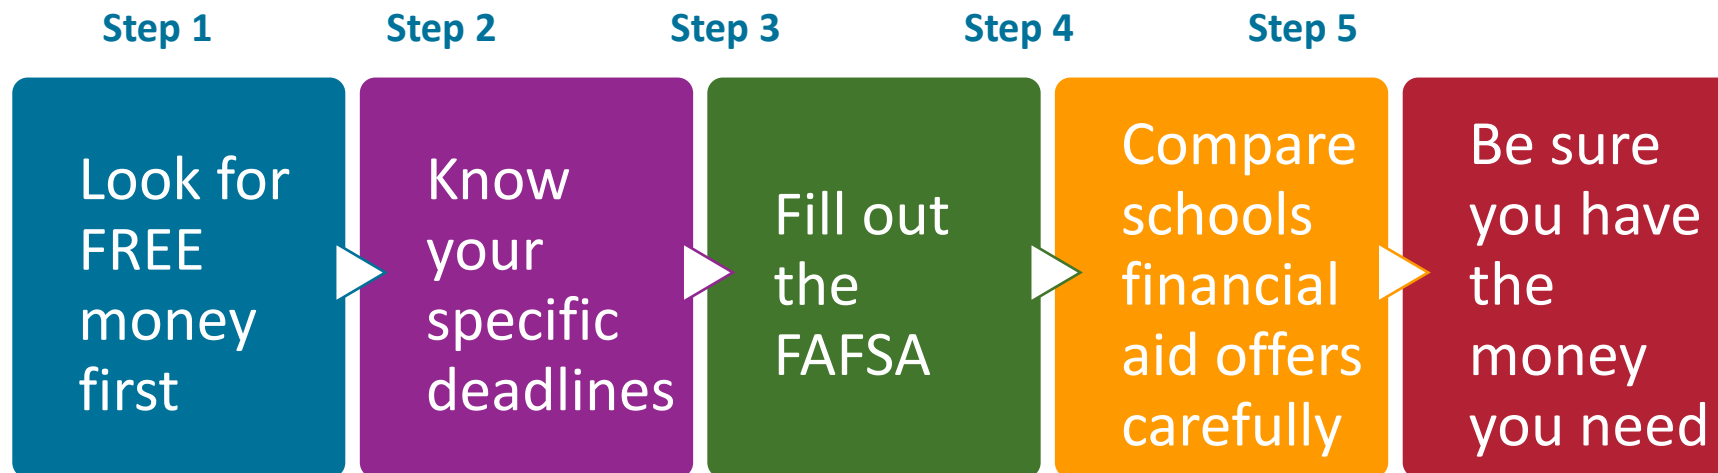 Step 1
Step 2
Step 3
Step 4
Step 5
Look for
FREE
money
first
Know
your
specific
deadlines
Fill out
the
FAFSA
Compare
schools
financial
aid offers
carefully
Be sure
you have
the
money
you need